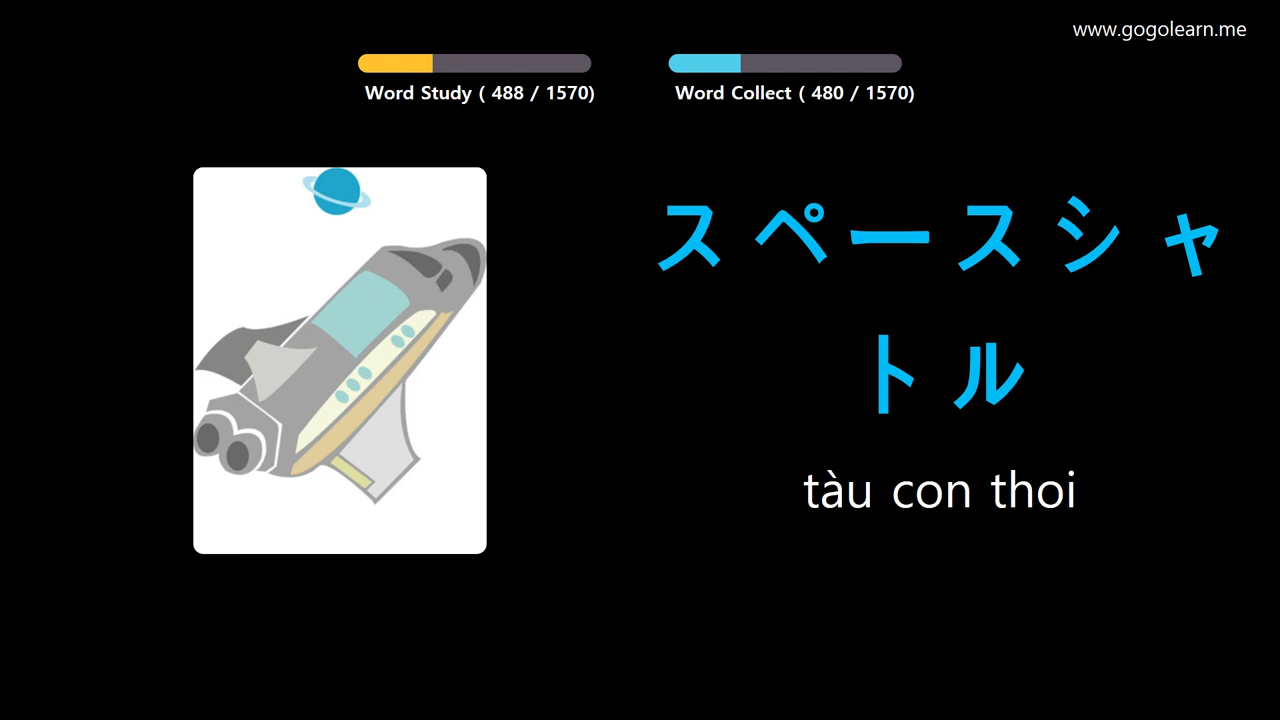 www.gogolearn.me
Word Study ( 488 / 1570)
Word Collect ( 480 / 1570)
スペースシャ
トル
tàu con thoi